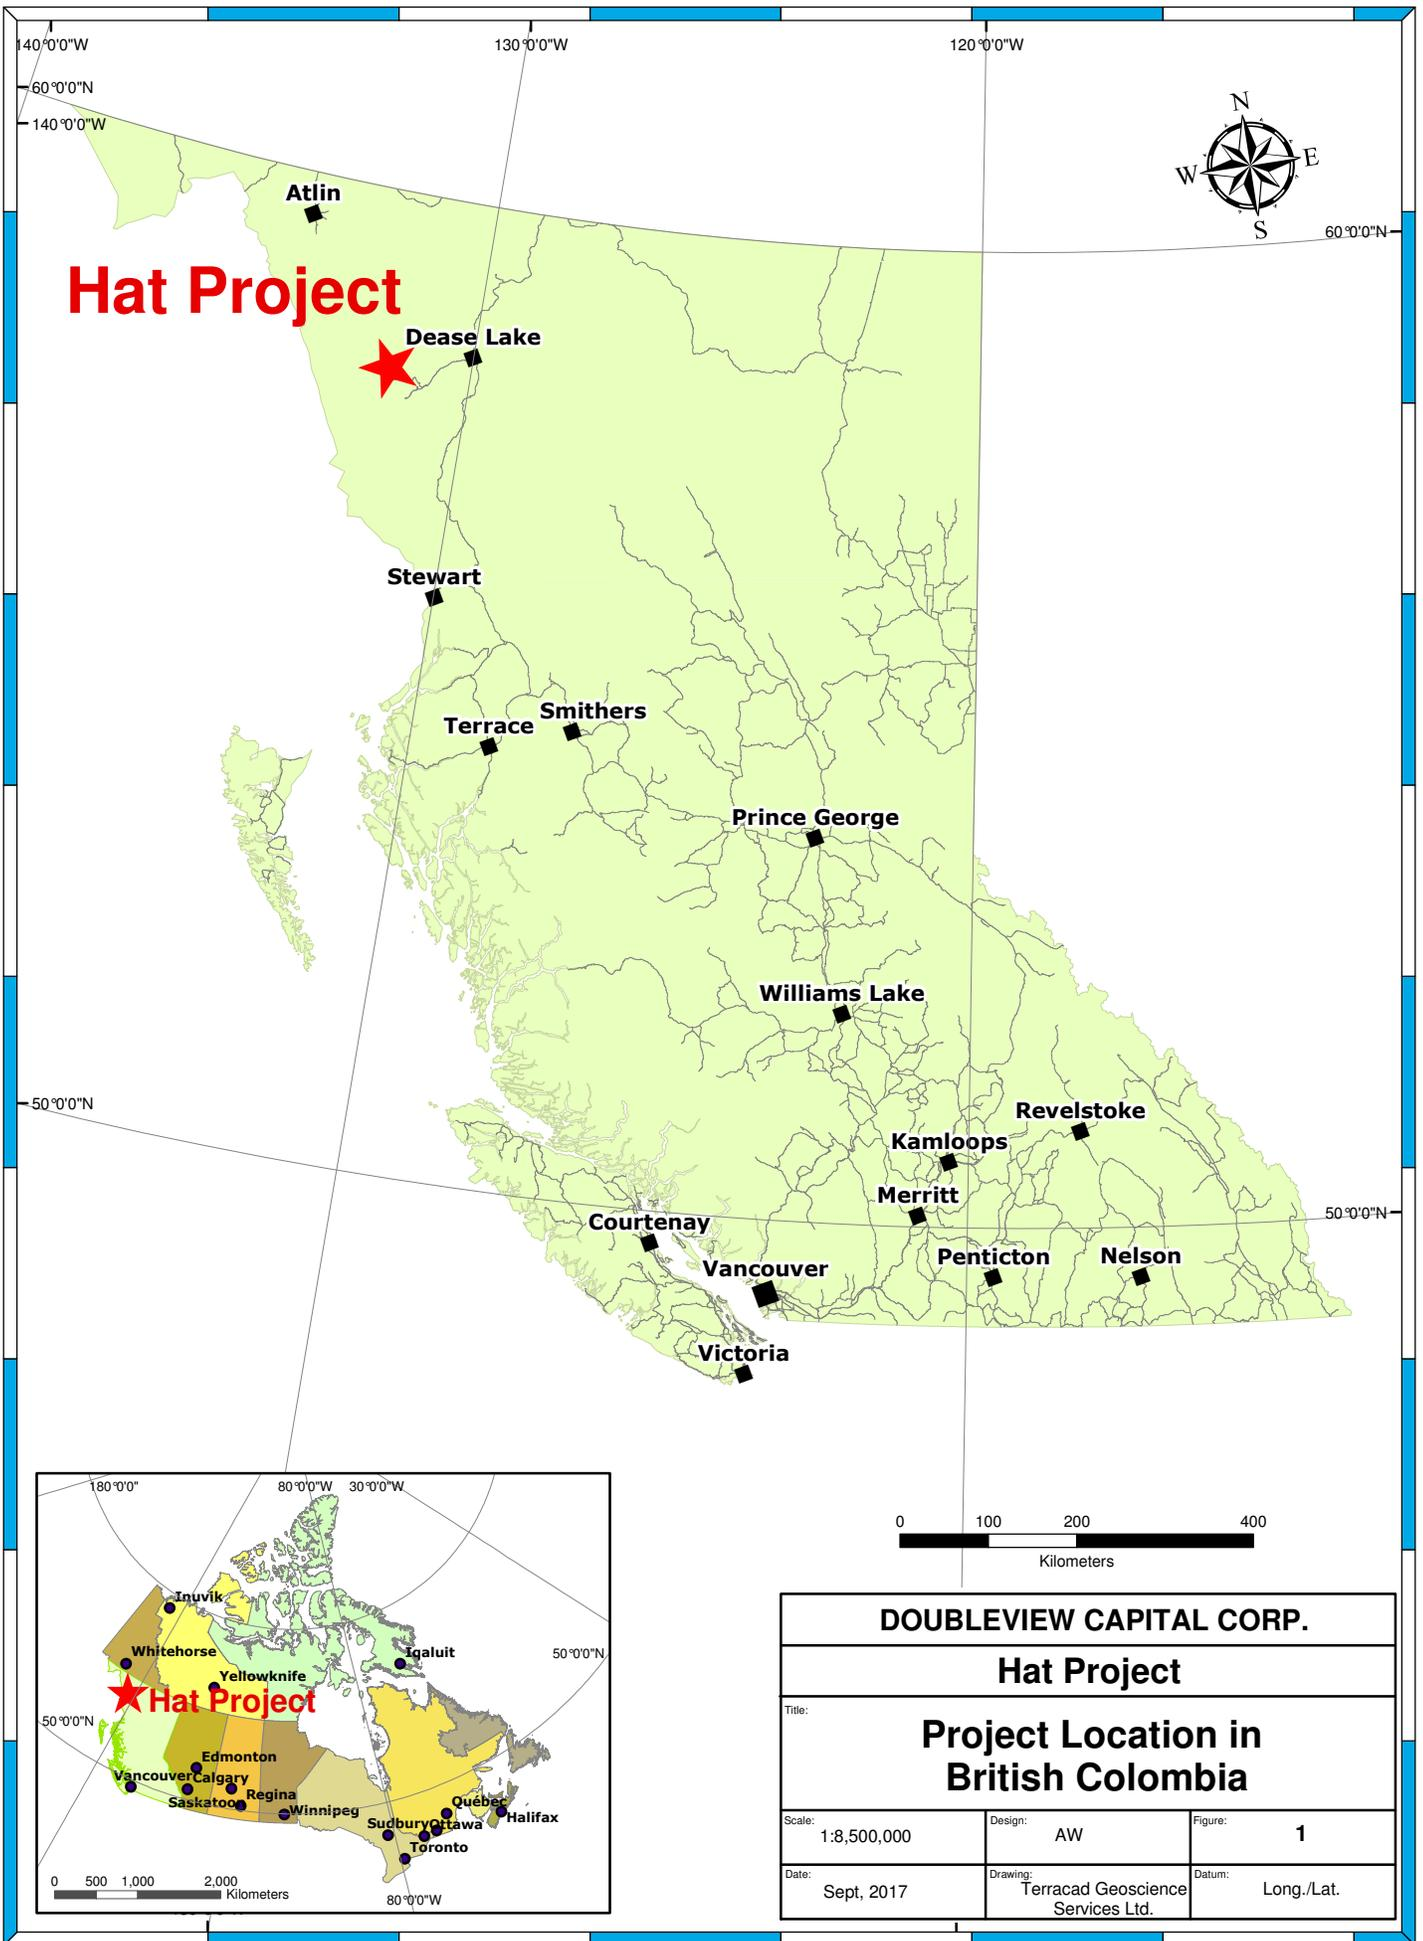 140°0'0"W
130°0'0"W
120°0'0"W
60°0'0"N
140°0'0"W
N
W
E
S
60°0'0"N
Atlin
Hat Project
Dease Lake
Stewart
Smithers
Terrace
Prince George
Williams Lake
50°0'0"N
Revelstoke
Kamloops
Merritt
50°0'0"N
Courtenay
Penticton
Nelson
Vancouver
Victoria
180°0'0"
80°0'0"W
30°0'0"W
Inuvik
Whitehorse
Iqaluit
50°0'0"N
Yellowknife
Hat Project
50°0'0"N
Edmonton
Vancouver
Calgary
Regina
Saskatoon
Winnipeg
Québec
Halifax
Sudbury
Ottawa
Toronto
0 500 1,000 2,000
Kilometers
80°0'0"W
0 100 200 400
Kilometers
DOUBLEVIEW CAPITAL CORP.
Hat Project
Title:
Project Location in
British Colombia
Scale:
1:8,500,000
Design:
AW
Figure:
1
Date:
Sept, 2017
Drawing:
Terracad Geoscience
Services Ltd.
Datum:
Long./Lat.